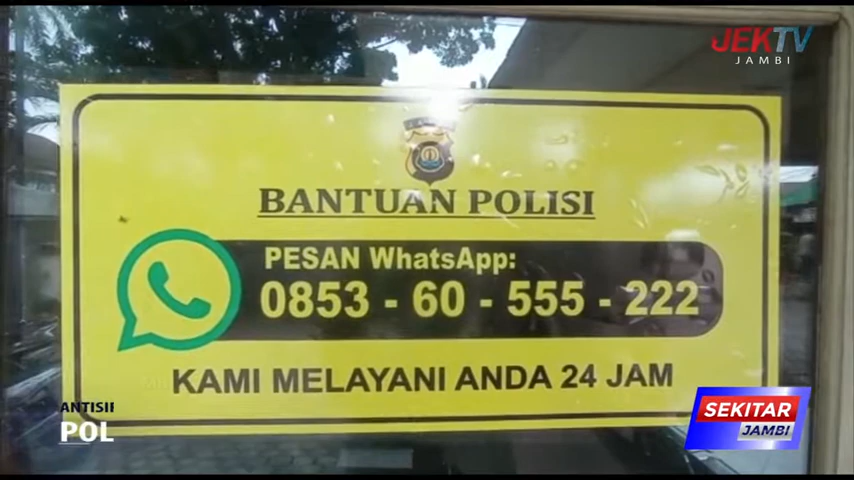 JEKTV
JAMBI
BANTUAN POLISI
PESAN WhatsApp:
0853 - 60 - 555 - 222
KAMI MELAYANI ANDA 24 JAM
ANTISII
POL
SEKITAR
JAMBI